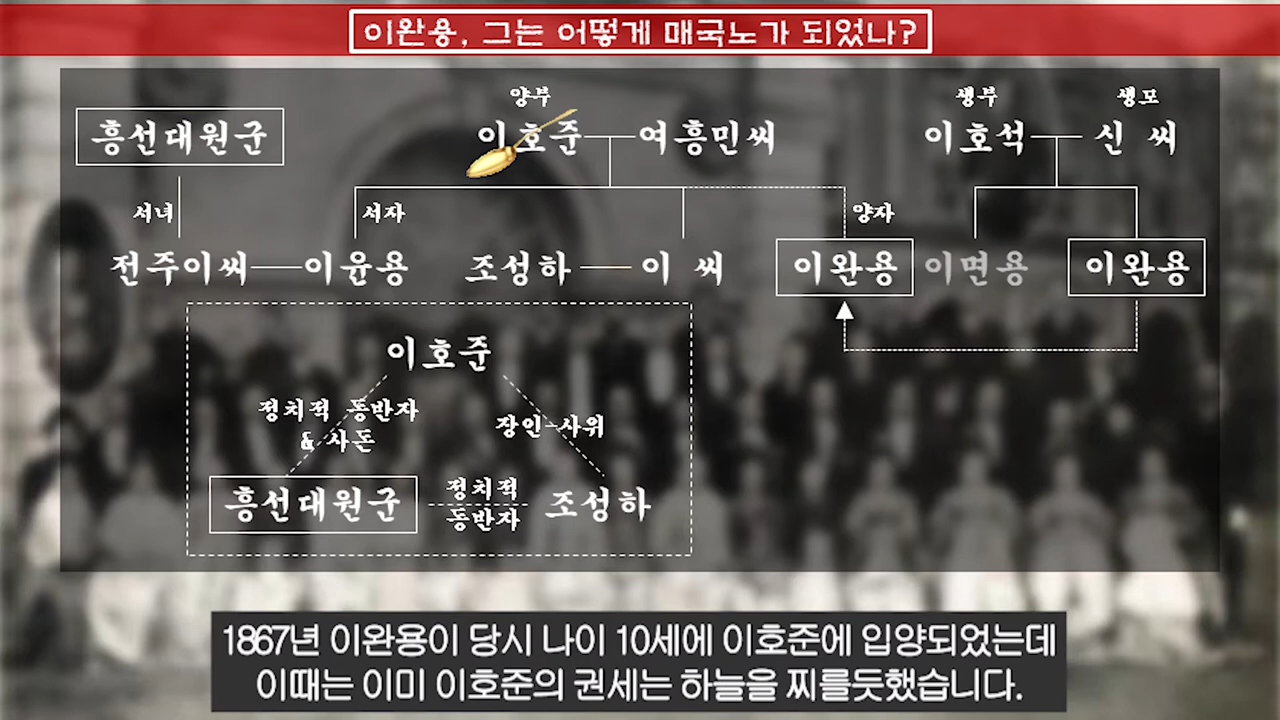 이완용, 그는 어떻게 매국노가 되었나?
양부
생부
생모
흥선대원군
이호준
여흥민씨
이호석
신 씨
서녀
서자
양자
전주이씨
이윤용
조성하
이 씨
이완용
이면용
이완용
이호준
정치적 동반자
& 사돈
장인-사위
흥선대원군
정치적
동반자
조성하
1867년 이완용이 당시 나이 10세에 이호준에 입양되었는데
이때는 이미 이호준의 권세는 하늘을 찌를듯했습니다.